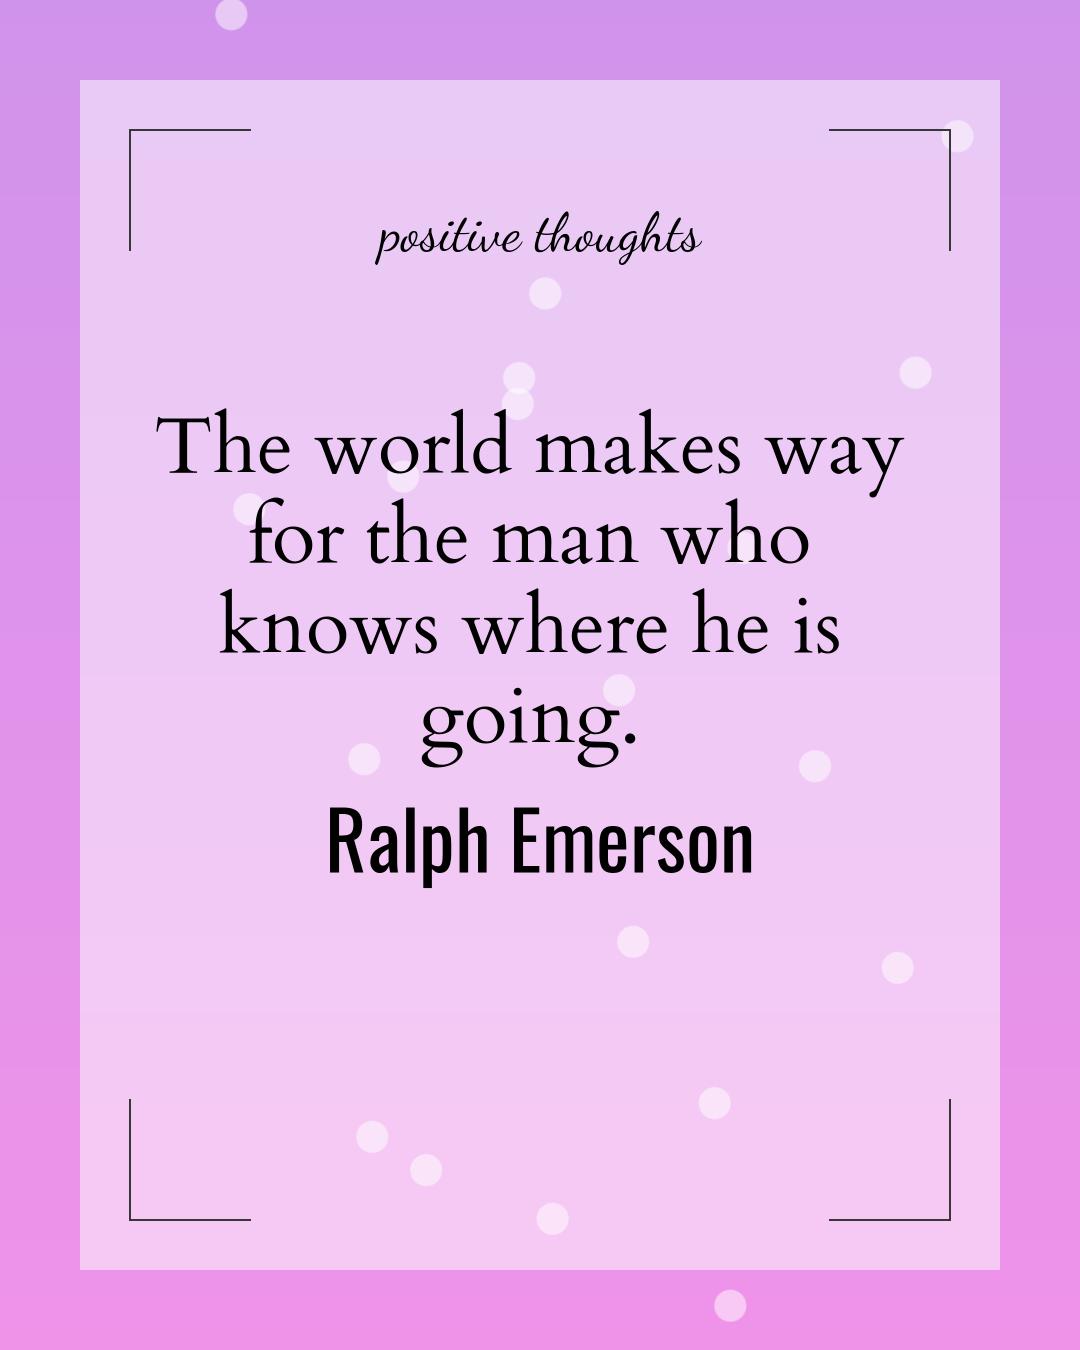 positive thoughts
The world makes way
for the man who
knows where he is
going.
Ralph Emerson